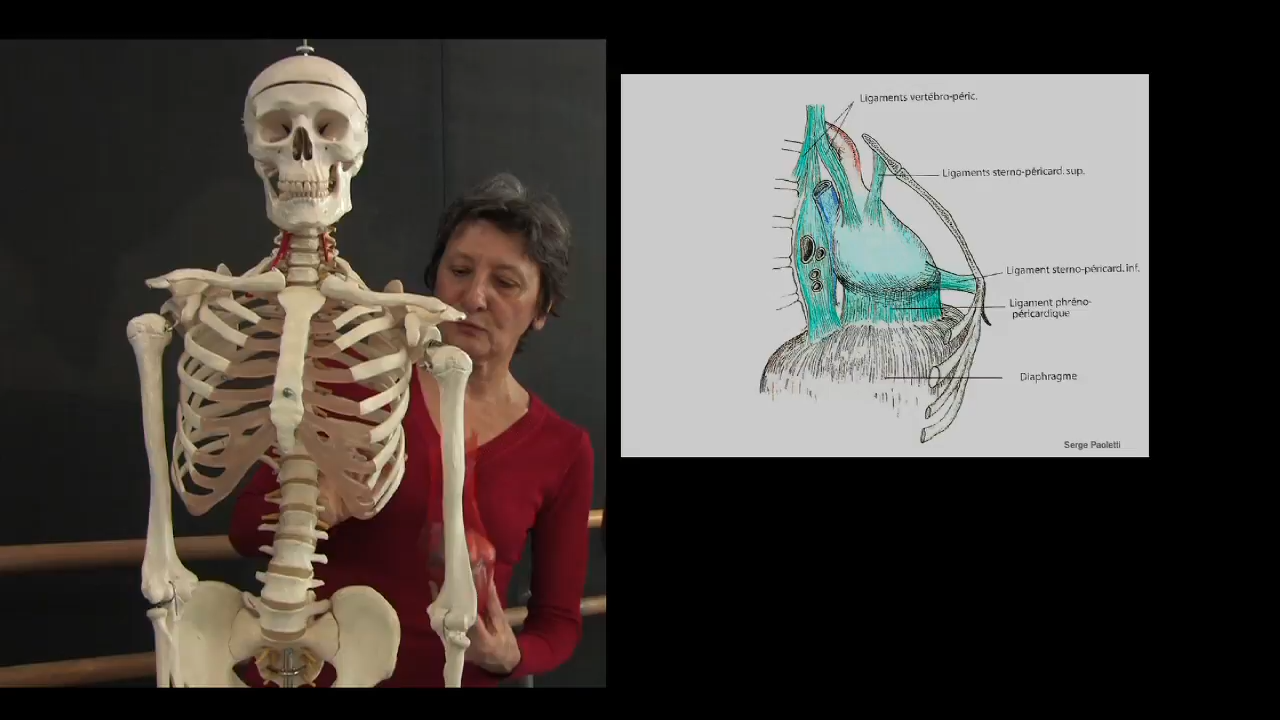 Ligaments vertébro-péric.
Ligaments sterno-péricard. sup.
Ligament sterno-péricard. inf.
Ligament phréno-
péricardique
Diaphragme
Serge Paoletti